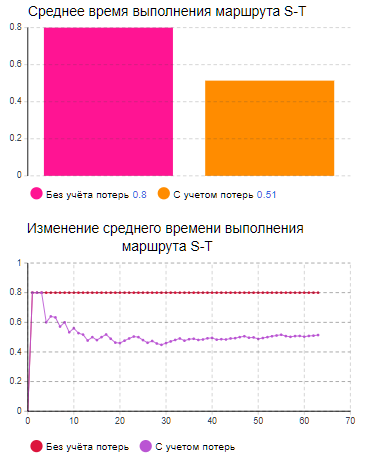 Среднее время выполнения маршрута S-T
0.8
0.6
0.4
0.2
0
Без учёта потерь 0.8 С учетом потерь 0.51
Изменение среднего времени выполнения
маршрута S-T
1
0.8
0.6
0.4
0.2
0
0 10 20 30 40 50 60 70
Без учёта потерь С учетом потерь